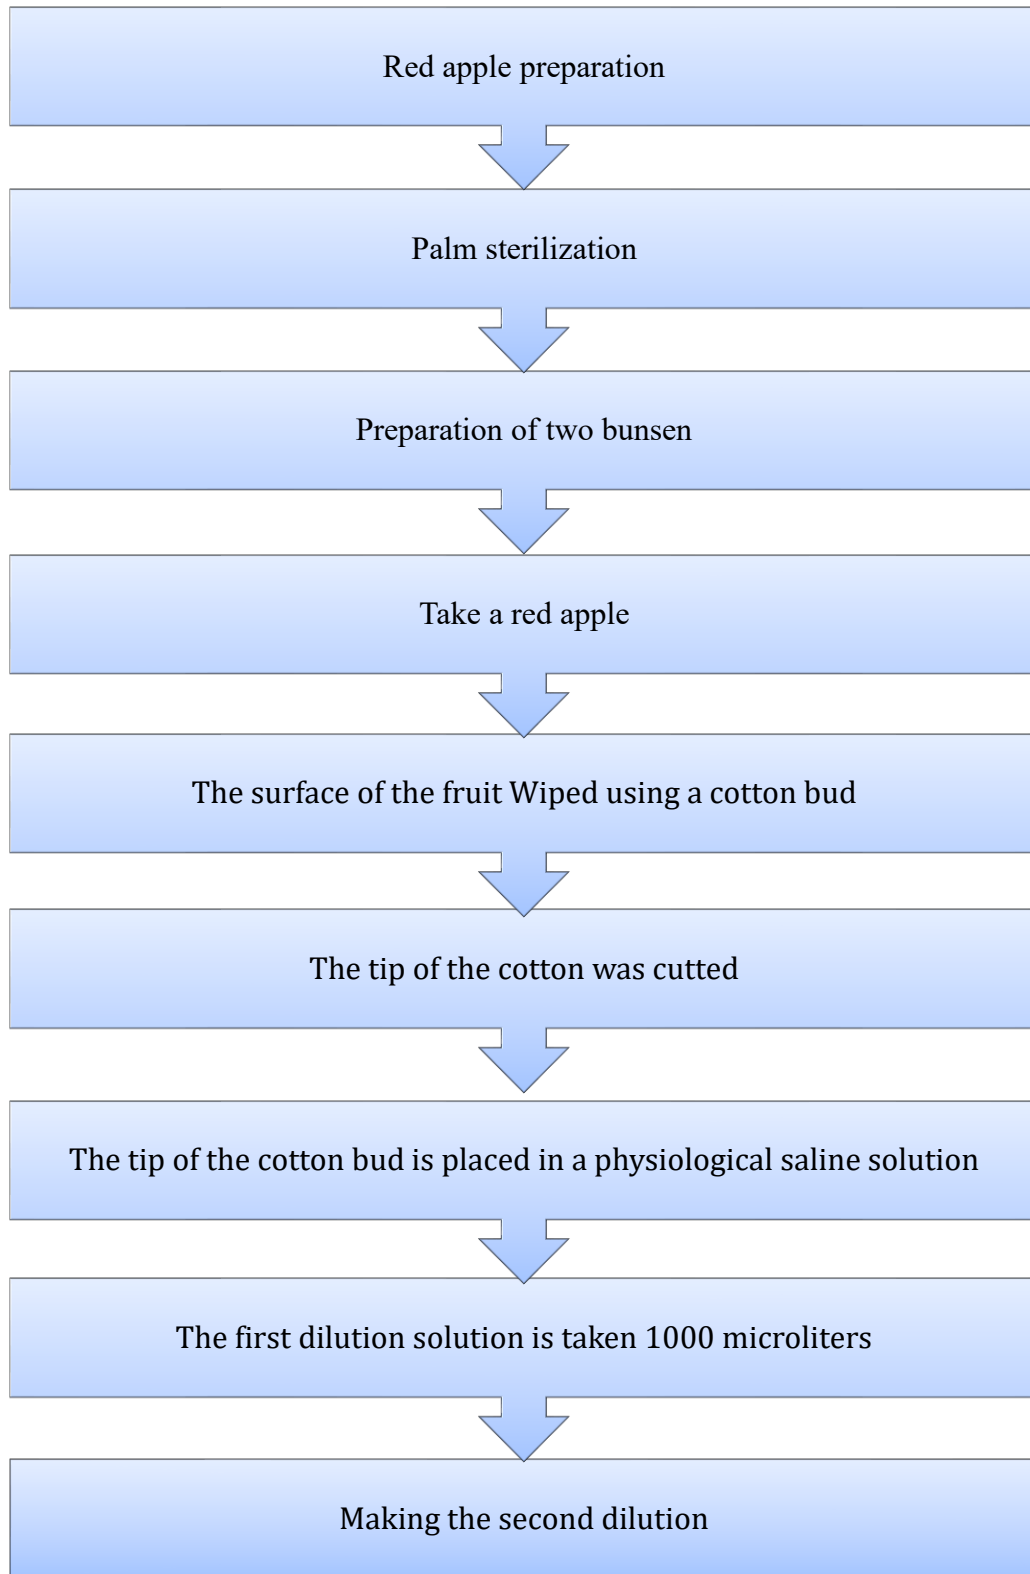 Red apple preparation
Palm sterilization
Preparation of two bunsen
Take a red apple
The surface of the fruit Wiped using a cotton bud
The tip of the cotton was cutted
The tip of the cotton bud is placed in a physiological saline solution
The first dilution solution is taken 1000 microliters
Making the second dilution